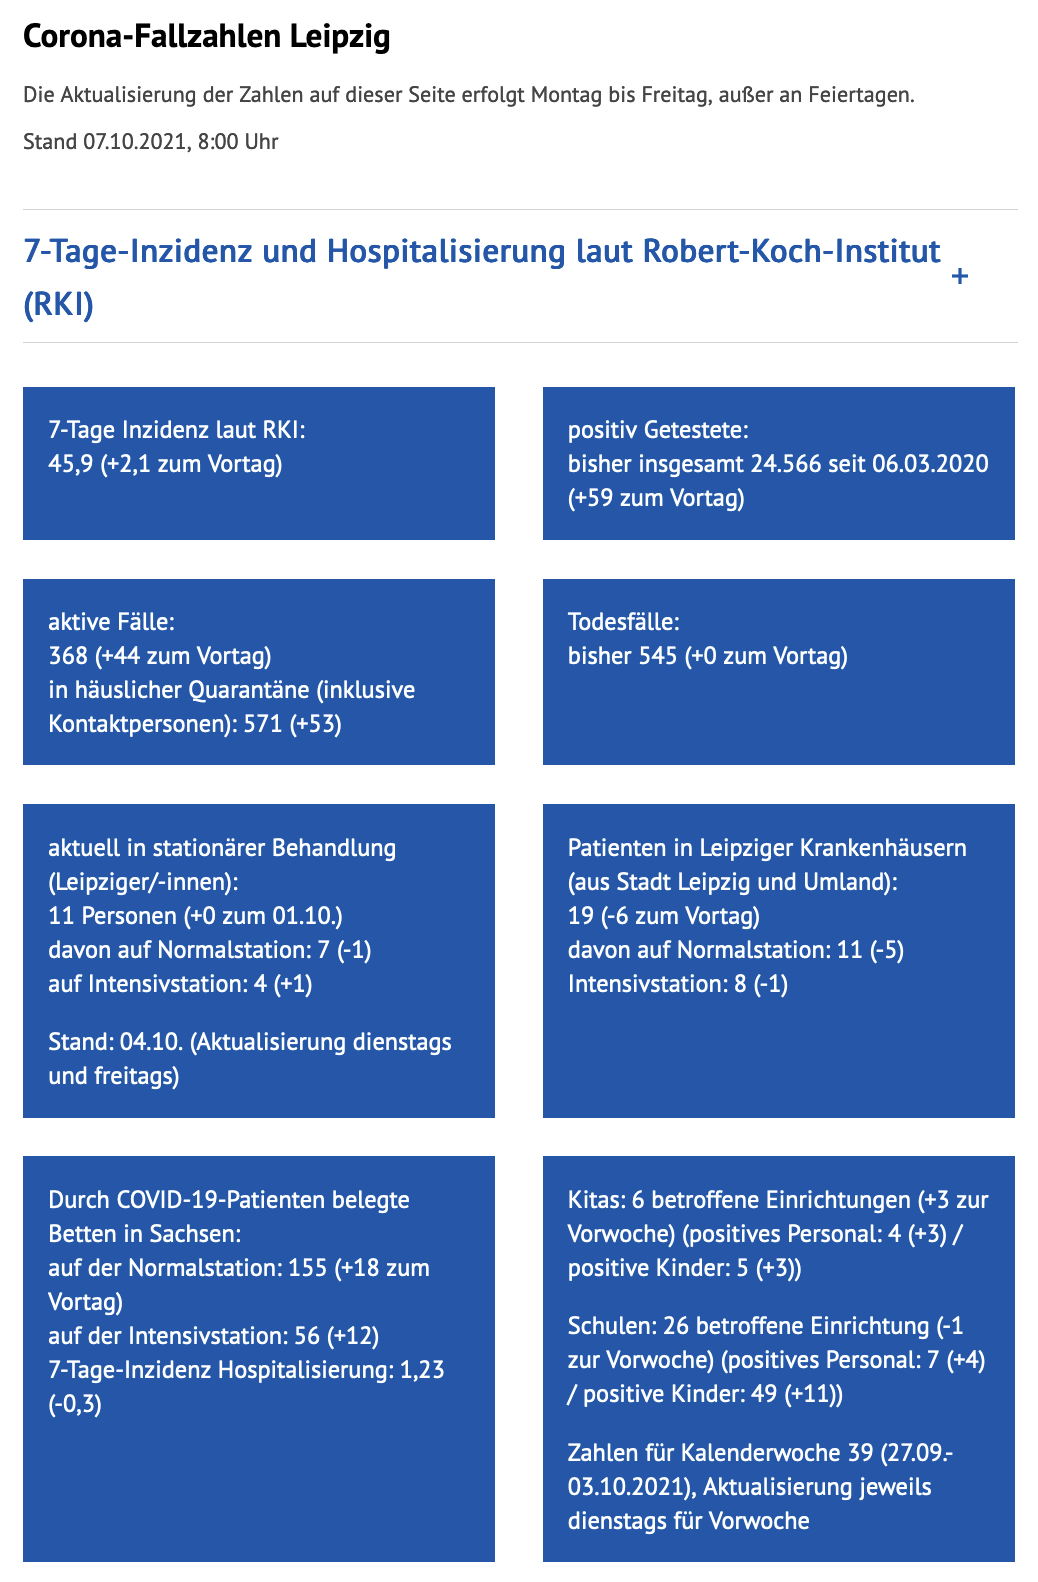 Corona-Fallzahlen Leipzig
Die Aktualisierung der Zahlen auf dieser Seite erfolgt Montag bis Freitag, außer an Feiertagen.
Stand 07.10.2021, 8:00 Uhr
7-Tage-Inzidenz und Hospitalisierung laut Robert-Koch-Institut
(RKI)
+
7-Tage Inzidenz laut RKI:
45,9 (+2,1 zum Vortag)
positiv Getestete:
bisher insgesamt 24.566 seit 06.03.2020
(+59 zum Vortag)
aktive Fälle:
368 (+44 zum Vortag)
in häuslicher Quarantäne (inklusive
Kontaktpersonen): 571 (+53)
Todesfälle:
bisher 545 (+0 zum Vortag)
aktuell in stationärer Behandlung
(Leipziger/-innen):
11 Personen (+0 zum 01.10.)
davon auf Normalstation: 7 (-1)
auf Intensivstation: 4 (+1)
Stand: 04.10. (Aktualisierung dienstags
und freitags)
Patienten in Leipziger Krankenhäusern
(aus Stadt Leipzig und Umland):
19 (-6 zum Vortag)
davon auf Normalstation: 11 (-5)
Intensivstation: 8 (-1)
Durch COVID-19-Patienten belegte
Betten in Sachsen:
auf der Normalstation: 155 (+18 zum
Vortag)
auf der Intensivstation: 56 (+12)
7-Tage-Inzidenz Hospitalisierung: 1,23
(-0,3)
Kitas: 6 betroffene Einrichtungen (+3 zur
Vorwoche) (positives Personal: 4 (+3) /
positive Kinder: 5 (+3))
Schulen: 26 betroffene Einrichtung (-1
zur Vorwoche) (positives Personal: 7 (+4)
/ positive Kinder: 49 (+11))
Zahlen für Kalenderwoche 39 (27.09.-
03.10.2021), Aktualisierung jeweils
dienstags für Vorwoche